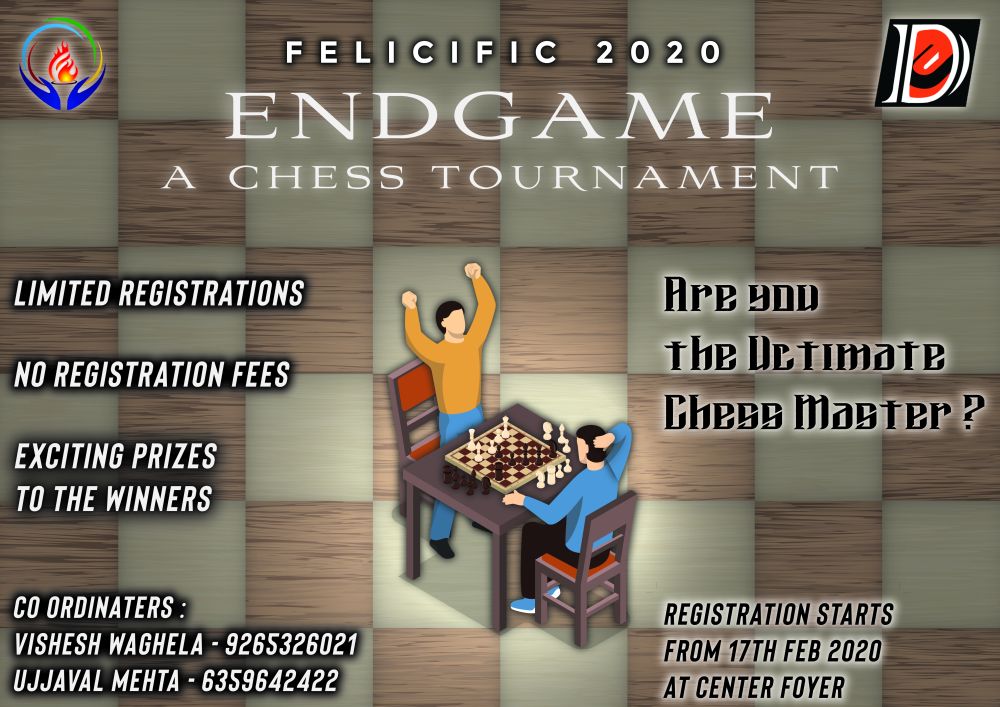 FELICIFIC 2020
ENDGAME
A CHESS TOURNAMENT
LIMITED REGISTRATIONS
NO REGISTRATION FEES
EXCITING PRIZES
TO THE WINNERS
Are you
the Ultimate
Chess Master ?
CO ORDINATERS :
VISHESH WAGHELA - 9265326021
UJJAVAL MEHTA - 6359642422
REGISTRATION STARTS
FROM 17TH FEB 2020
AT CENTER FOYER